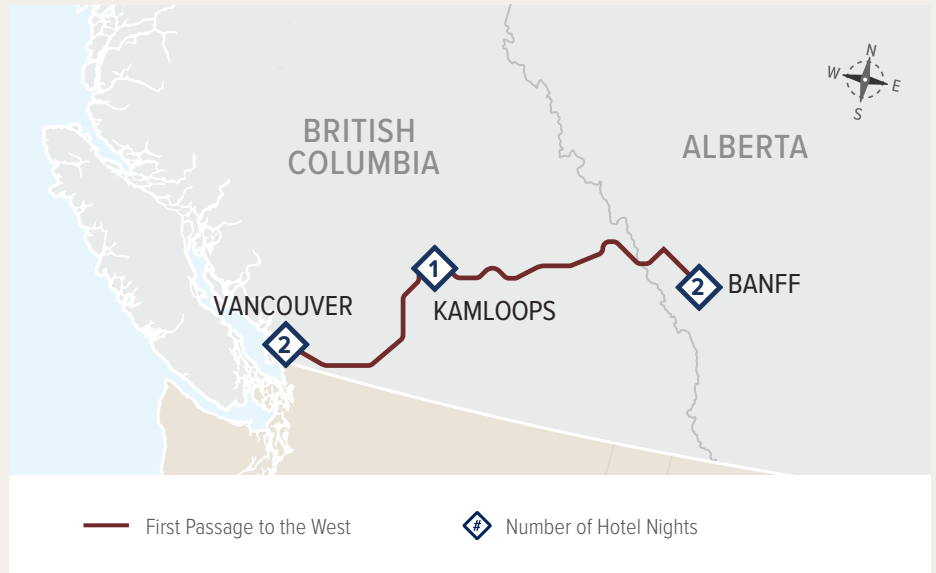 N
W
E
S
BRITISH
COLUMBIA
ALBERTA
1
2
BANFF
VANCOUVER
KAMLOOPS
2
First Passage to the West
# Number of Hotel Nights